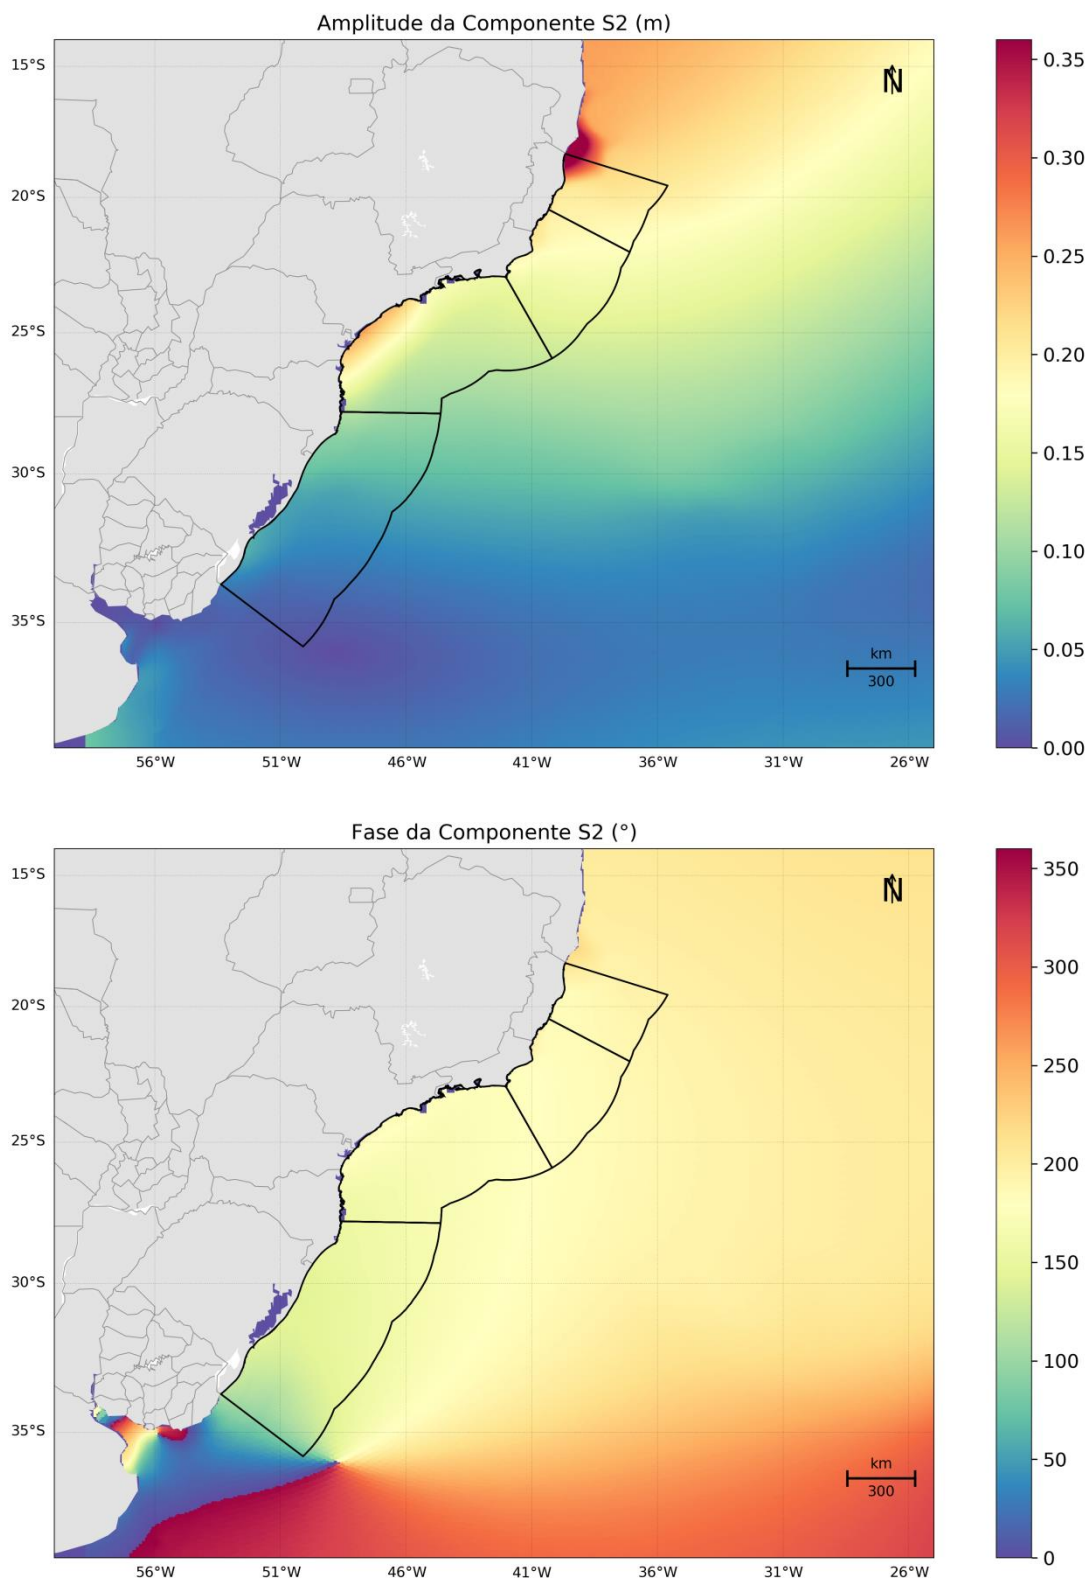 Amplitude da Componente S2 (m)
15°S
20°S
25°S
30°S
35°S
N
km
300
56°W 51°W 46°W 41°W 36°W 31°W 26°W
0.35
0.30
0.25
0.20
0.15
0.10
0.05
0.00
Fase da Componente S2 (°)
15°S
20°S
25°S
30°S
35°S
N
km
300
56°W 51°W 46°W 41°W 36°W 31°W 26°W
350
300
250
200
150
100
50
0